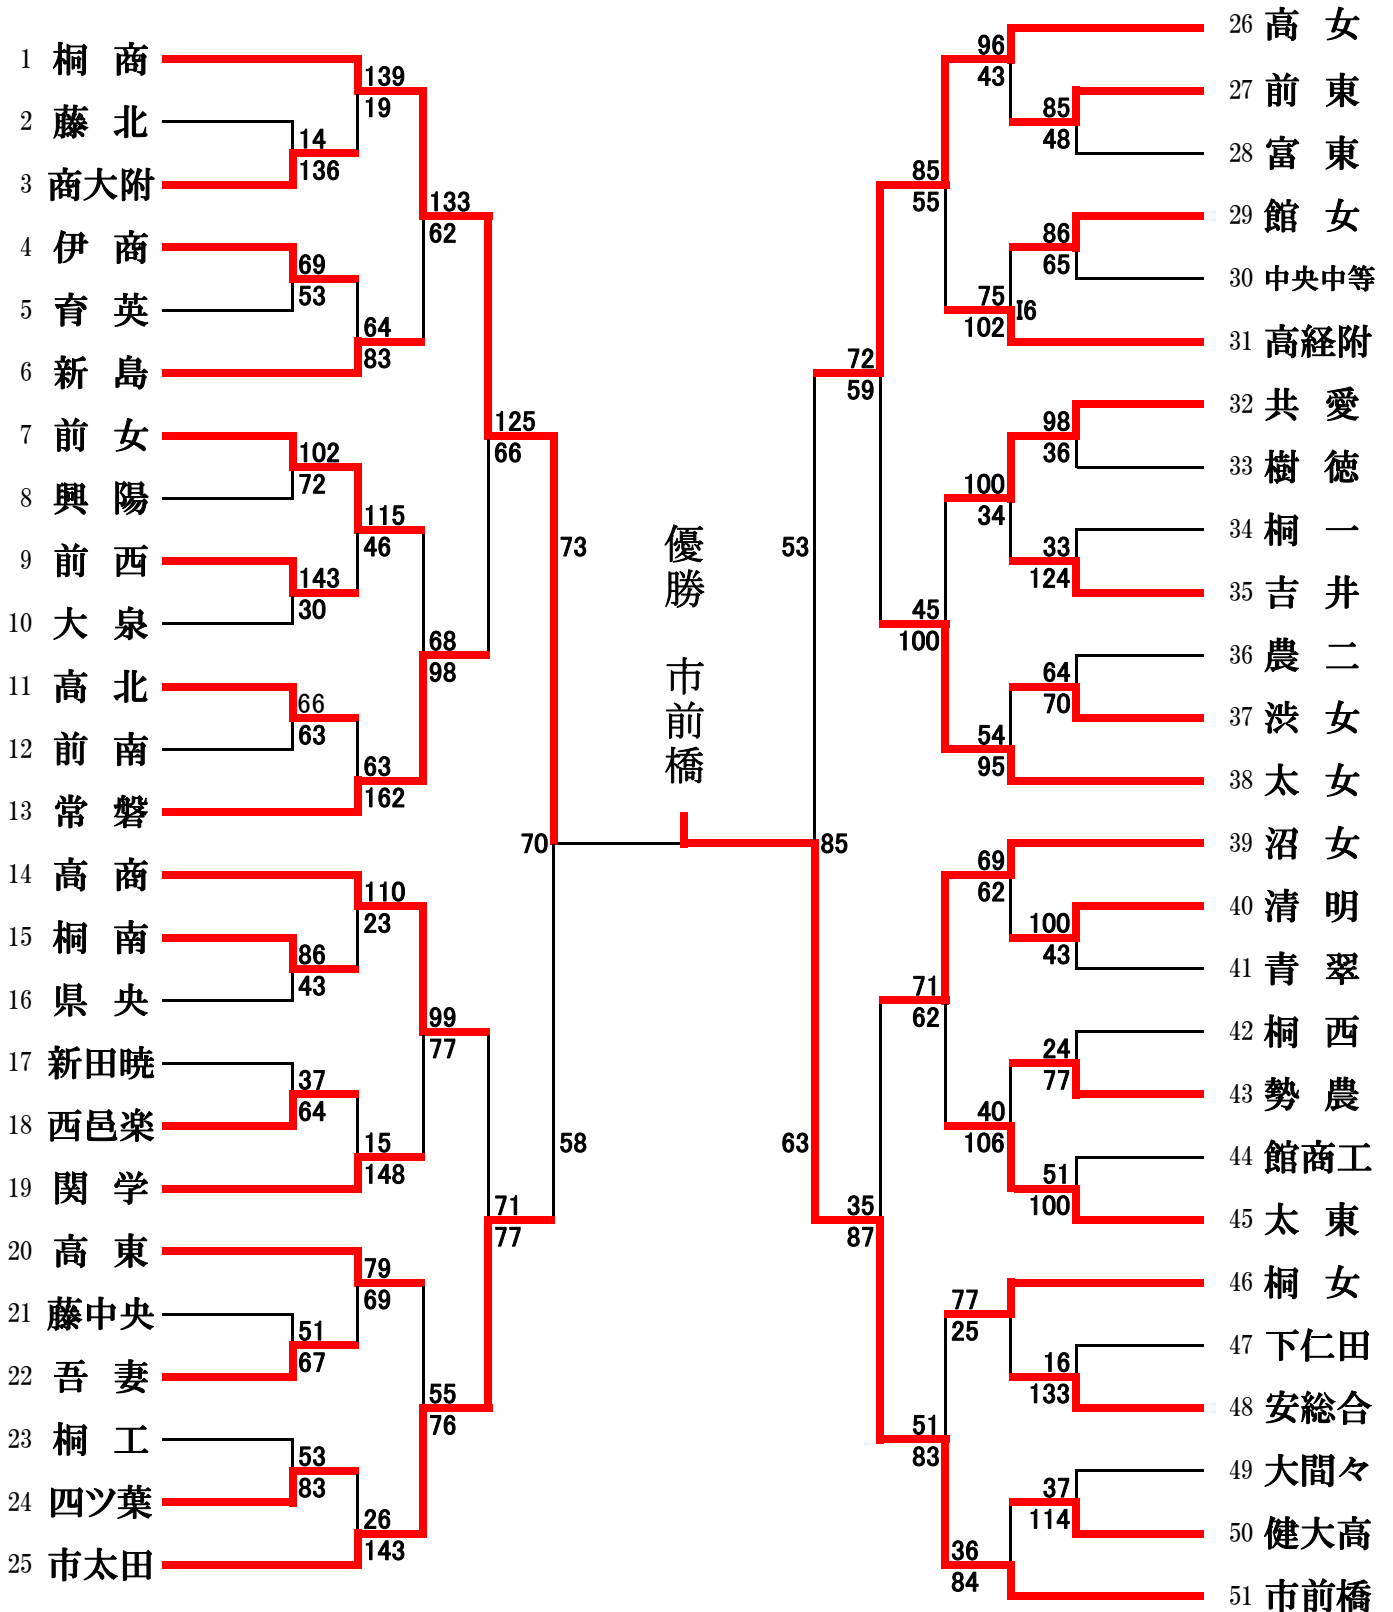 1 桐商
2 藤北
3 商大附
4 伊商
5 育英
6 新島
7 前女
8 興陽
9 前西
10 大泉
11 高北
12 前南
13 常磐
14 高商
15 桐南
16 県央
17 新田暁
18 西邑楽
19 関学
20 高東
21 藤中央
22 吾妻
23 桐工
24 四ツ葉
25 市太田
14
136
69
53
102
72
143
30
66
63
86
43
37
64
51
67
53
83
139
19
64
83
115
46
63
162
110
23
15
148
79
69
26
143
133
62
68
98
99
77
55
76
125
66
71
77
73
58
70
優勝 市前橋
85
53
63
72
59
35
87
85
55
45
100
71
62
51
83
96
43
75
102
I6
100
34
54
95
69
62
40
106
77
25
36
84
85
48
86
65
98
36
33
124
64
70
100
43
24
77
51
100
16
133
37
114
26 高女
27 前東
28 富東
29 館女
30 中央中等
31 高経附
32 共愛
33 樹徳
34 桐一
35 吉井
36 農二
37 渋女
38 太女
39 沼女
40 清明
41 青翠
42 桐西
43 勢農
44 館商工
45 太東
46 桐女
47 下仁田
48 安総合
49 大間々
50 健大高
51 市前橋